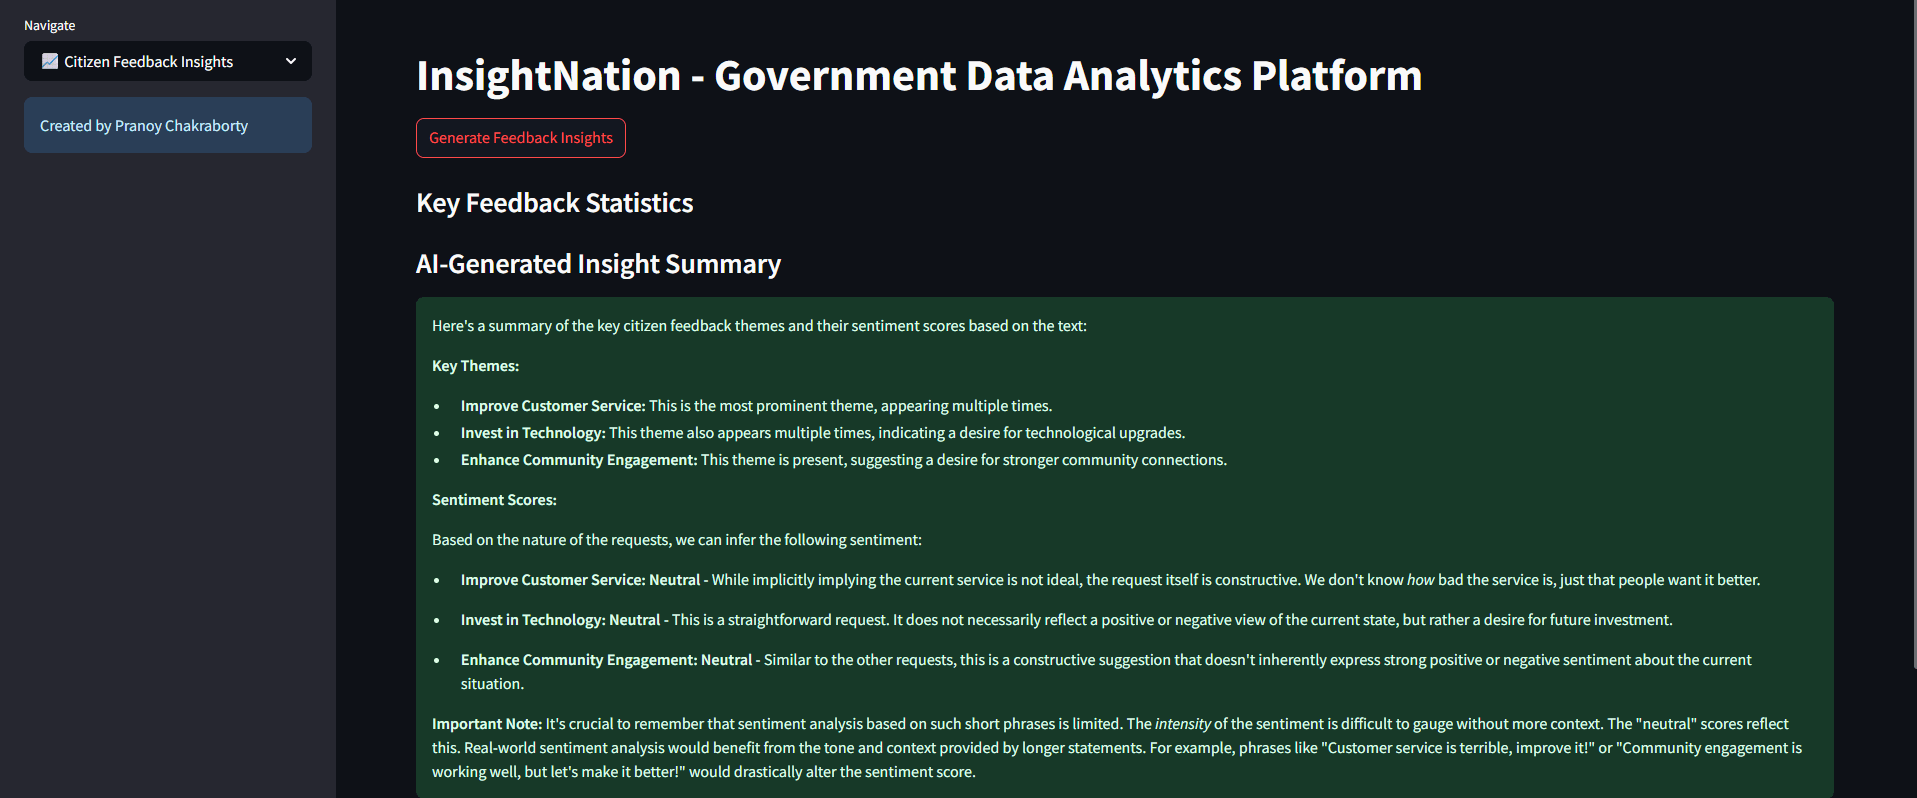 Navigate
Citizen Feedback Insights
Created by Pranoy Chakraborty
InsightNation - Government Data Analytics Platform
Generate Feedback Insights
Key Feedback Statistics
AI-Generated Insight Summary
Here's a summary of the key citizen feedback themes and their sentiment scores based on the text:
Key Themes:
• Improve Customer Service: This is the most prominent theme, appearing multiple times.
• Invest in Technology: This theme also appears multiple times, indicating a desire for technological upgrades.
• Enhance Community Engagement: This theme is present, suggesting a desire for stronger community connections.
Sentiment Scores:
Based on the nature of the requests, we can infer the following sentiment:
• Improve Customer Service: Neutral - While implicitly implying the current service is not ideal, the request itself is constructive. We don't know how bad the service is, just that people want it better.
• Invest in Technology: Neutral - This is a straightforward request. It does not necessarily reflect a positive or negative view of the current state, but rather a desire for future investment.
• Enhance Community Engagement: Neutral - Similar to the other requests, this is a constructive suggestion that doesn't inherently express strong positive or negative sentiment about the current
situation.
Important Note: It's crucial to remember that sentiment analysis based on such short phrases is limited. The intensity of the sentiment is difficult to gauge without more context. The "neutral" scores reflect
this. Real-world sentiment analysis would benefit from the tone and context provided by longer statements. For example, phrases like "Customer service is terrible, improve it!" or "Community engagement is
working well, but let's make it better!" would drastically alter the sentiment score.